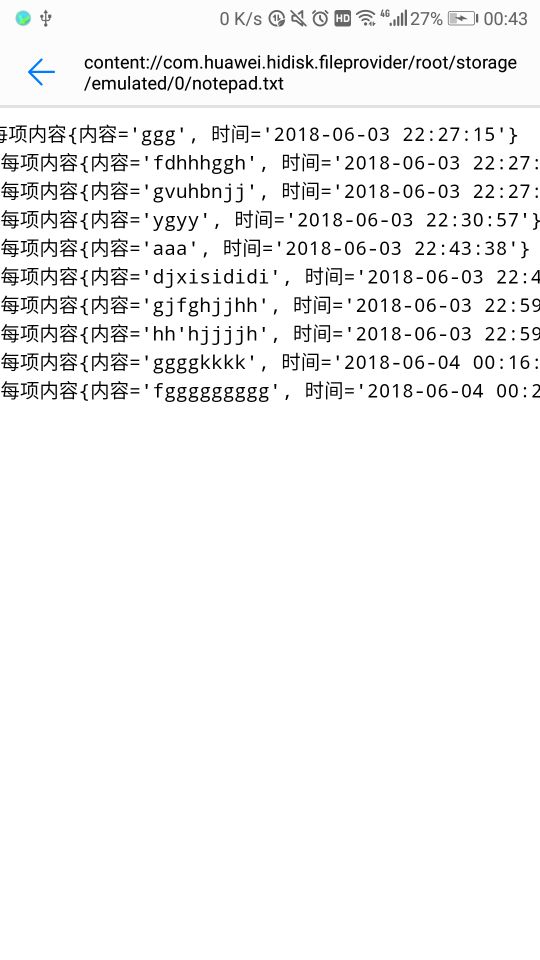 0 K/s HD 4G 27% 00:43
content://com.huawei.hidisk.fileprovider/root/storage
/emulated/0/notepad.txt
每项内容{内容='ggg', 时间='2018-06-03 22:27:15'}
每项内容{内容='fdhhhggh', 时间='2018-06-03 22:27:
每项内容{内容='gvuhbnjj', 时间='2018-06-03 22:27:
每项内容{内容='ygyy', 时间='2018-06-03 22:30:57'}
每项内容{内容='aaa', 时间='2018-06-03 22:43:38'}
每项内容{内容='djxisididi', 时间='2018-06-03 22:4
每项内容{内容='gjfghjjhh', 时间='2018-06-03 22:59
每项内容{内容='hh'hjjjjh', 时间='2018-06-03 22:59
每项内容{内容='ggggkkkk', 时间='2018-06-04 00:16:
每项内容{内容='fggggggggg', 时间='2018-06-04 00:2